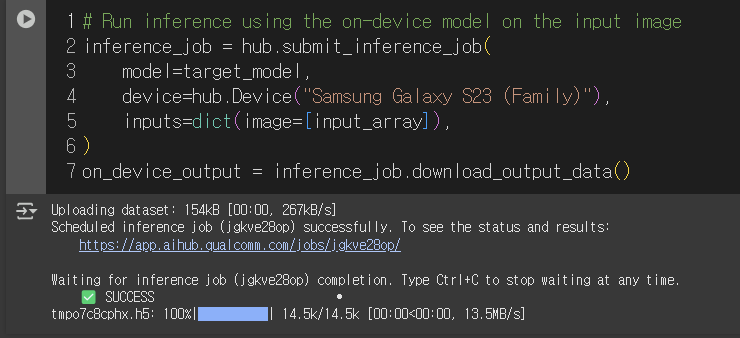 1 # Run inference using the on-device model on the input image
2 inference_job = hub.submit_inference_job(
3     model=target_model,
4     device=hub.Device("Samsung Galaxy S23 (Family)"),
5     inputs=dict(image=[input_array]),
6 )
7 on_device_output = inference_job.download_output_data()
Uploading dataset: 154kB [00:00, 267kB/s]
Scheduled inference job (jgkve28op) successfully. To see the status and results:
    https://app.aihub.qualcomm.com/jobs/jgkve28op/
Waiting for inference job (jgkve28op) completion. Type Ctrl+C to stop waiting at any time.
    ✅ SUCCESS
tmpo7c8cphx.h5: 100%|██████████| 14.5k/14.5k [00:00<00:00, 13.5MB/s]